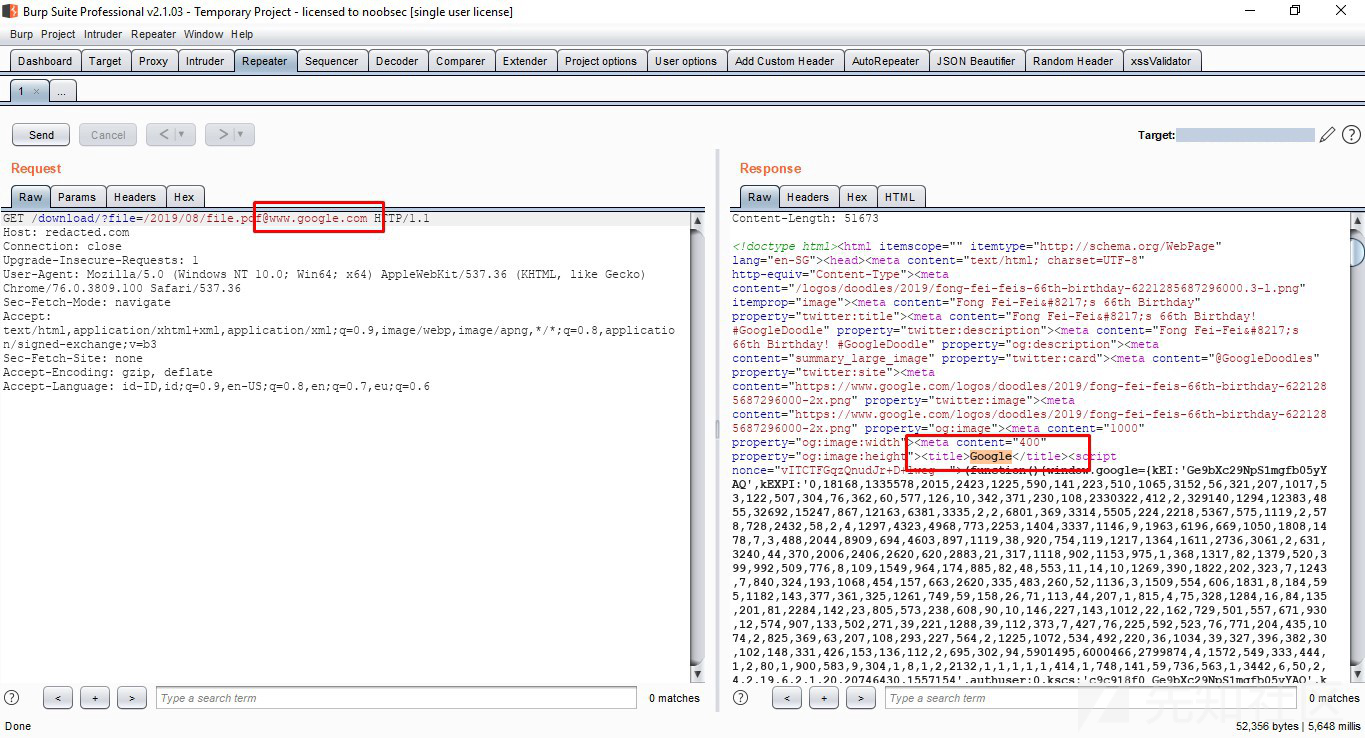 Burp Suite Professional v2.1.03 - Temporary Project - licensed to noobsec [single user license]
Burp Project Intruder Repeater Window Help
Dashboard Target Proxy Intruder Repeater Sequencer Decoder Comparer Extender Project options User options Add Custom Header AutoRepeater JSON Beautifier Random Header xssValidator
1 × ...
Send Cancel < > Target:
Request
Raw Params Headers Hex
GET /download/?file=/2019/08/file.pdf@www.google.com HTTP/1.1
Host: redacted.com
Connection: close
Upgrade-Insecure-Requests: 1
User-Agent: Mozilla/5.0 (Windows NT 10.0; Win64; x64) AppleWebKit/537.36 (KHTML, like Gecko)
Chrome/76.0.3809.100 Safari/537.36
Sec-Fetch-Mode: navigate
Accept:
text/html,application/xhtml+xml,application/xml;q=0.9,image/webp,image/apng,*/*;q=0.8,applicatio
n/signed-exchange;v=b3
Sec-Fetch-Site: none
Accept-Encoding: gzip, deflate
Accept-Language: id-ID,id;q=0.9,en-US;q=0.8,en;q=0.7,eu;q=0.6
? < + > Type a search term 0 matches
Response
Raw Headers Hex HTML
Content-Length: 51673
<!doctype html><html itemscope="" itemtype="http://schema.org/WebPage"
lang="en-SG"><head><meta content="text/html; charset=UTF-8"
http-equiv="Content-Type"><meta
content="/logos/doodles/2019/fong-fei-feis-66th-birthday-6221285687296000.3-l.png"
itemprop="image"><meta content="Fong Fei-Fei&#8217;s 66th Birthday"
property="twitter:title"><meta content="Fong Fei-Fei&#8217;s 66th Birthday!
#GoogleDoodle" property="twitter:description"><meta content="Fong Fei-Fei&#8217;s
66th Birthday! #GoogleDoodle" property="og:description"><meta
content="summary_large_image" property="twitter:card"><meta content="@GoogleDoodles"
property="twitter:site"><meta
content="https://www.google.com/logos/doodles/2019/fong-fei-feis-66th-birthday-622128
5687296000-2x.png" property="twitter:image"><meta
content="https://www.google.com/logos/doodles/2019/fong-fei-feis-66th-birthday-622128
5687296000-2x.png" property="og:image"><meta content="1000"
property="og:image:width"><meta content="400"
property="og:image:height"><title>Google</title><script
(function(){window.google={kEI:'Ge9bXc29NpS1mgfb05yY
AQ',kEXPI:'0,18168,1335578,2015,2423,1225,590,141,223,510,1065,3152,56,321,207,1017,5
3,122,507,304,76,362,60,577,126,10,342,371,230,108,2330322,412,2,329140,1294,12383,48
55,32692,15247,867,12163,6381,3335,2,2,6801,369,3314,5505,224,2218,5367,575,1119,2,57
8,728,2432,58,2,4,1297,4323,4968,773,2253,1404,3337,1146,9,1963,6196,669,1050,1808,14
78,7,3,488,2044,8909,694,4603,897,1119,38,920,754,119,1217,1364,1611,2736,3061,2,631,
3240,44,370,2006,2406,2620,620,2883,21,317,1118,902,1153,975,1,368,1317,82,1379,520,3
99,992,509,776,8,109,1549,964,174,885,82,48,553,11,14,10,1269,390,1822,202,323,7,1243
,7,840,324,193,1068,454,157,663,2620,335,483,260,52,1136,3,1509,554,606,1831,8,184,59
5,1182,143,377,361,325,1261,749,59,158,26,71,113,44,207,1,815,4,75,328,1284,16,84,135
,201,81,2284,142,23,805,573,238,608,90,10,146,227,143,1012,22,162,729,501,557,671,930
,12,574,907,133,502,271,39,221,1288,39,112,373,7,427,76,225,592,523,76,771,204,435,10
74,2,825,369,63,207,108,293,227,564,2,1225,1072,534,492,220,36,1034,39,327,396,382,30
,102,148,331,426,153,136,112,2,695,302,94,5901495,6000466,2799874,4,1572,549,333,444,
1,2,80,1,900,583,9,304,1,8,1,2,2132,1,1,1,1,1,414,1,748,141,59,736,563,1,3442,6,50,2,
? < + > Type a search term 0 matches
Done 52,356 bytes | 5,648 millis
先知社区